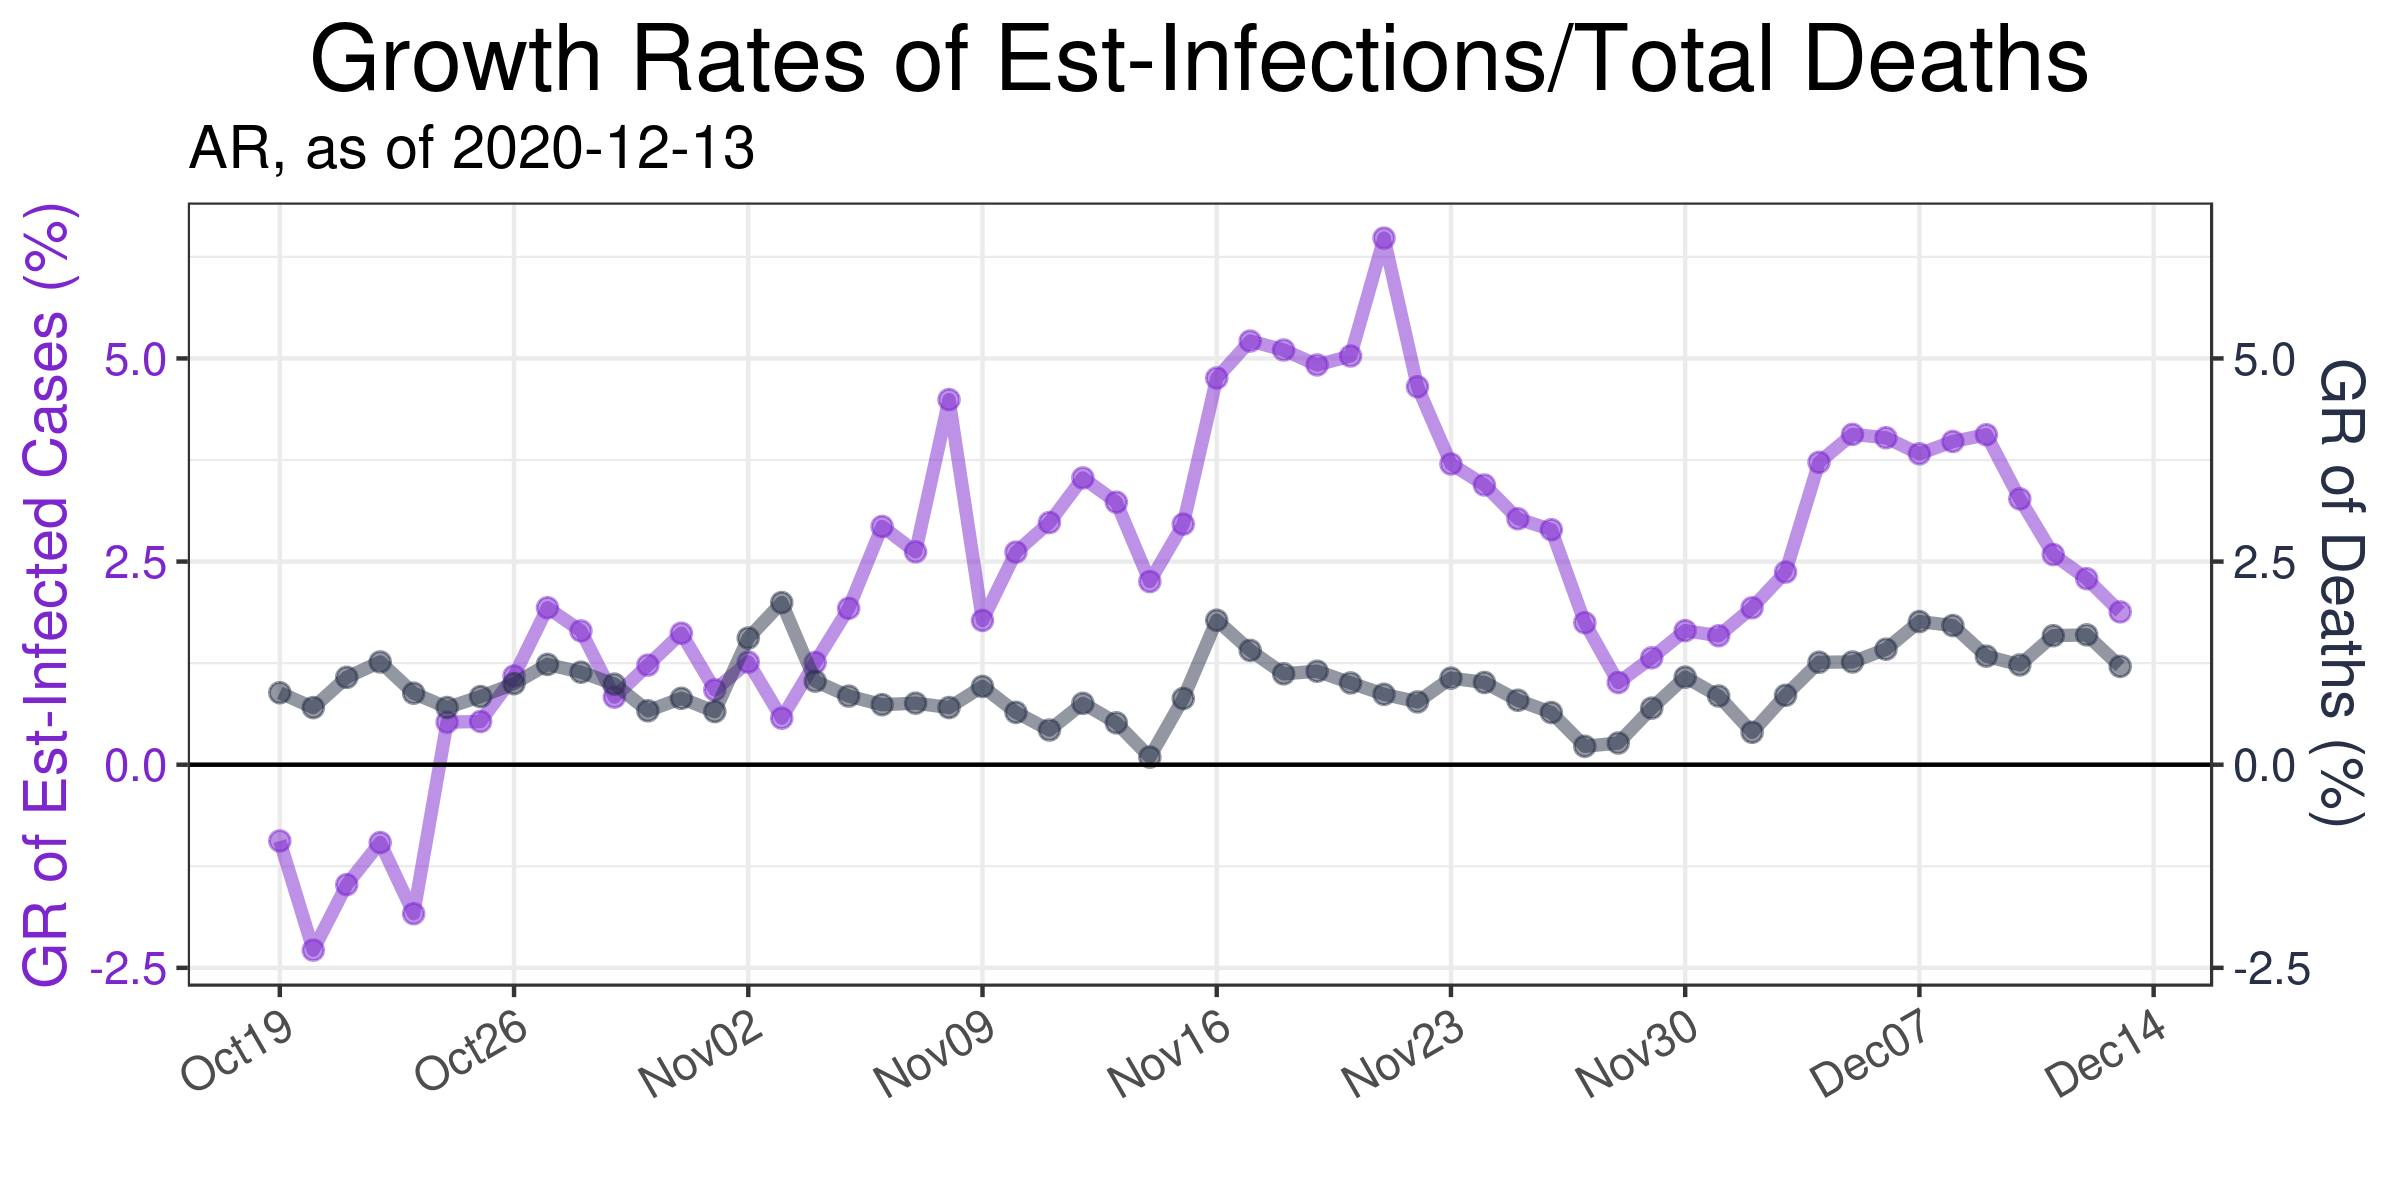 Growth Rates of Est-Infections/Total Deaths
AR, as of 2020-12-13
GR of Est-Infected Cases (%)
5.0
2.5
0.0
-2.5
5.0
2.5
0.0
-2.5
GR of Deaths (%)
Oct19
Oct26
Nov02
Nov09
Nov16
Nov23
Nov30
Dec07
Dec14